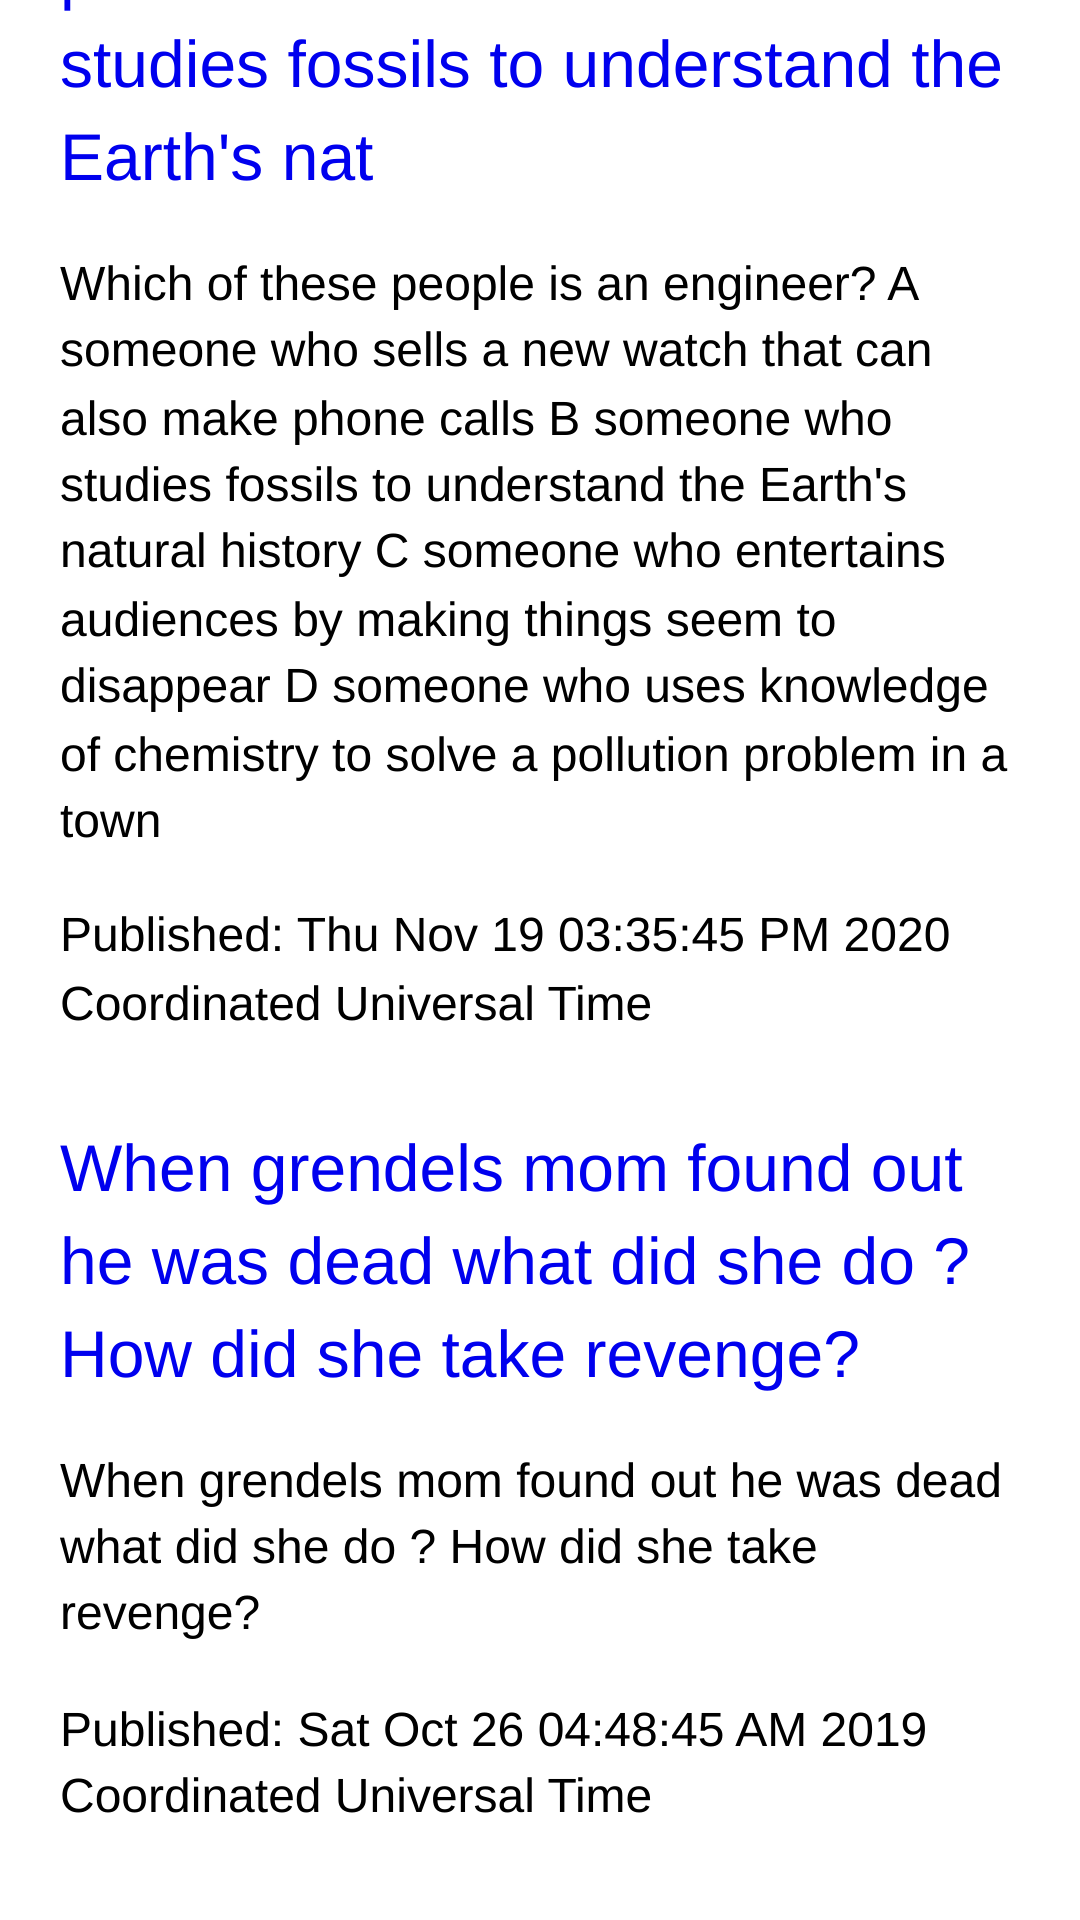 studies fossils to understand the
Earth's nat
Which of these people is an engineer? A
someone who sells a new watch that can
also make phone calls B someone who
studies fossils to understand the Earth's
natural history C someone who entertains
audiences by making things seem to
disappear D someone who uses knowledge
of chemistry to solve a pollution problem in a
town
Published: Thu Nov 19 03:35:45 PM 2020
Coordinated Universal Time
When grendels mom found out
he was dead what did she do ?
How did she take revenge?
When grendels mom found out he was dead
what did she do ? How did she take
revenge?
Published: Sat Oct 26 04:48:45 AM 2019
Coordinated Universal Time